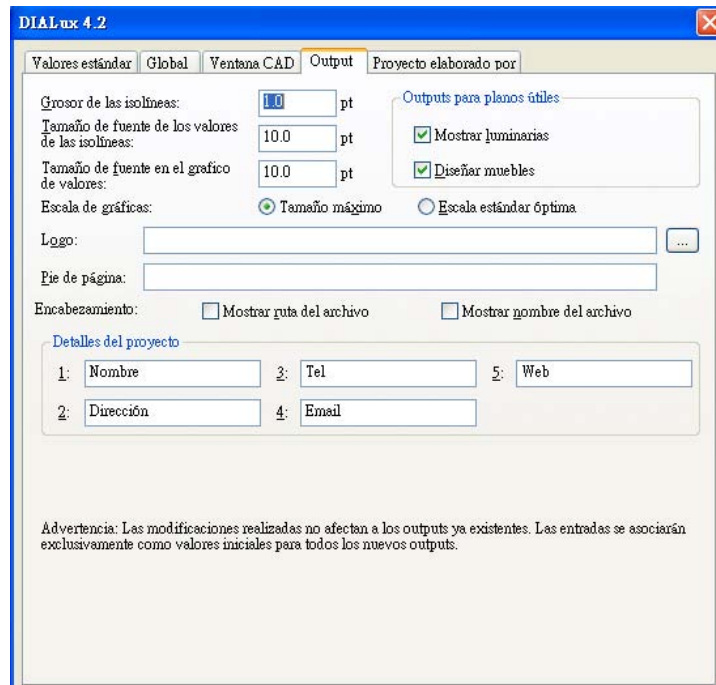 DIALux 4.2
Valores estándar Global Ventana CAD Output Proyecto elaborado por
Grosor de las isolíneas: 1.0 pt
Outputs para planos útiles
Tamaño de fuente de los valores
de las isolíneas: 10.0 pt
Mostrar luminarias
Tamaño de fuente en el grafico
de valores: 10.0 pt
Diseñar muebles
Escala de gráficas: Tamaño máximo Escala estándar óptima
Logo: ...
Pie de página:
Encabezamiento: Mostrar ruta del archivo Mostrar nombre del archivo
Detalles del proyecto
1: Nombre 3: Tel 5: Web
2: Dirección 4: Email
Advertencia: Las modificaciones realizadas no afectan a los outputs ya existentes. Las entradas se asociarán
exclusivamente como valores iniciales para todos los nuevos outputs.